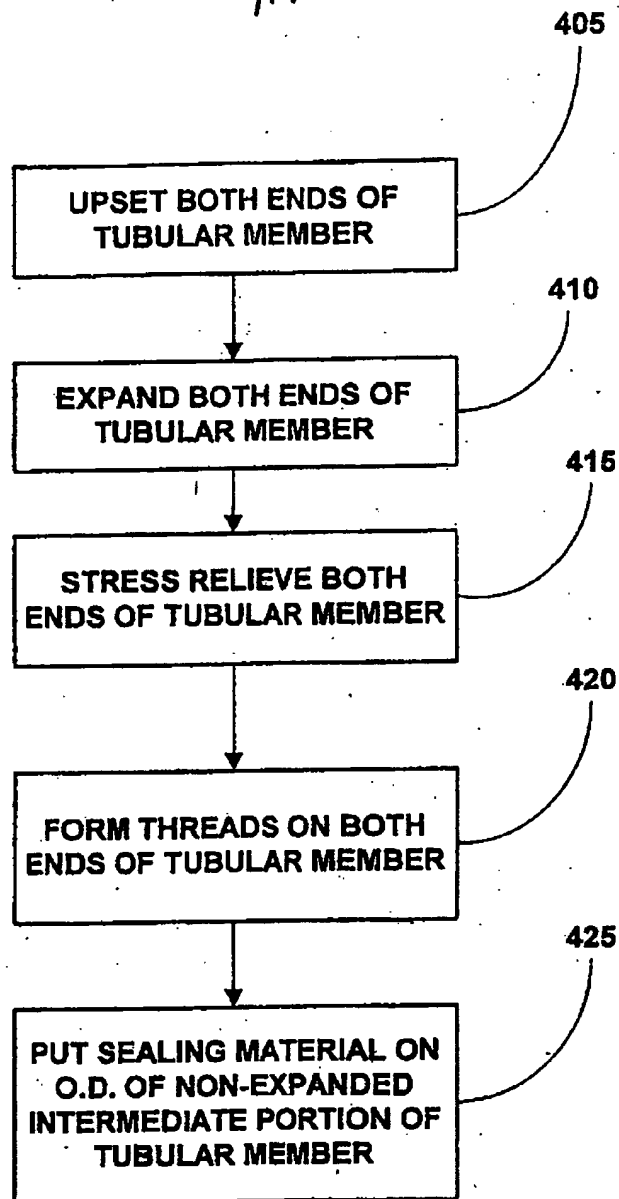 405
UPSET BOTH ENDS OF
TUBULAR MEMBER
410
EXPAND BOTH ENDS OF
TUBULAR MEMBER
415
STRESS RELIEVE BOTH
ENDS OF TUBULAR MEMBER
420
FORM THREADS ON BOTH
ENDS OF TUBULAR MEMBER
425
PUT SEALING MATERIAL ON
O.D. OF NON-EXPANDED
INTERMEDIATE PORTION OF
TUBULAR MEMBER